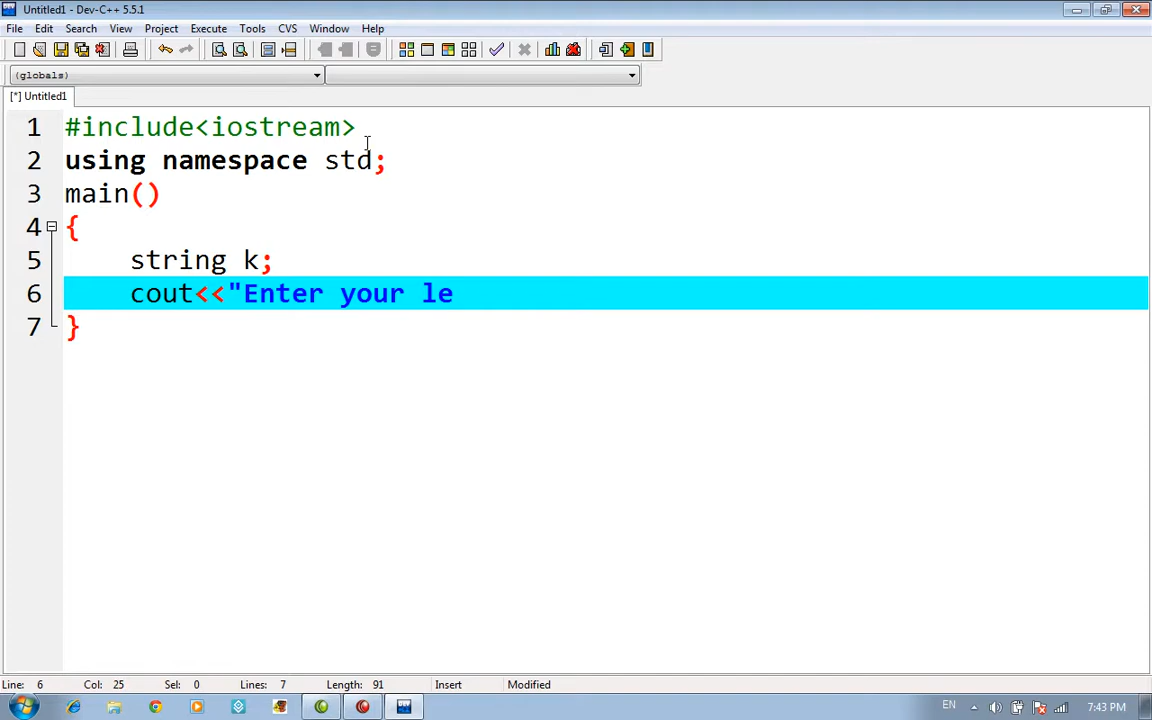 Untitled1 - Dev-C++ 5.5.1
File Edit Search View Project Execute Tools CVS Window Help
(globals)
[*] Untitled1
1 #include<iostream>
2 using namespace std;
3 main()
4 {
5 string k;
6 cout<<"Enter your le
7 }
Line: 6 Col: 25 Sel: 0 Lines: 7 Length: 91 Insert Modified
EN 7:43 PM